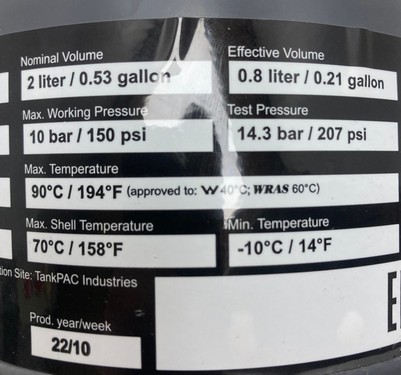 Nominal Volume
Effective Volume
2 liter / 0.53 gallon
0.8 liter / 0.21 gallon
Max. Working Pressure
Test Pressure
10 bar / 150 psi
14.3 bar / 207 psi
Max. Temperature
90°C / 194°F (approved to: W 40°C; WRAS 60°C)
Max. Shell Temperature
Min. Temperature
70°C / 158°F
-10°C / 14°F
Site: TankPAC Industries
Prod. year/week
22/10